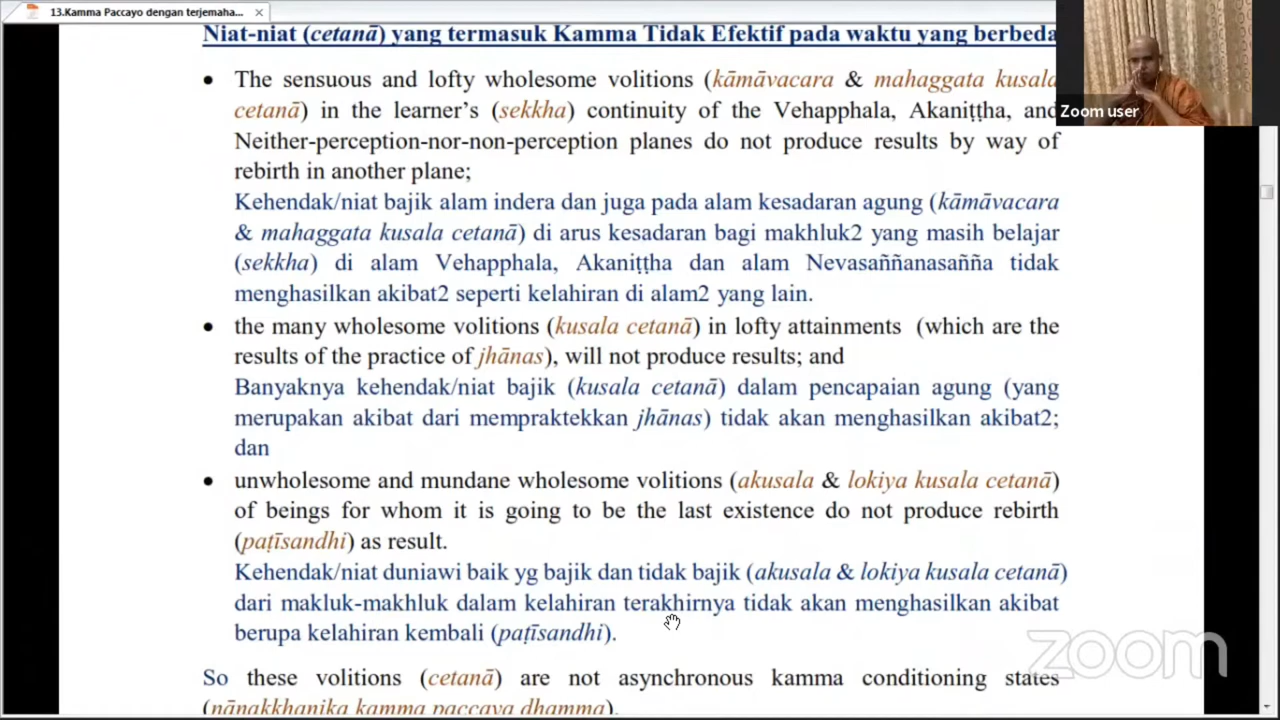 13.Kamma Paccayo dengan terjemaha... ×
Niat-niat (cetanā) yang termasuk Kamma Tidak Efektif pada waktu yang berbeda
Zoom user
• The sensuous and lofty wholesome volitions (kāmāvacara & mahaggata kusala
cetanā) in the learner's (sekkha) continuity of the Vehapphala, Akaniṭṭha, and
Neither-perception-nor-non-perception planes do not produce results by way of
rebirth in another plane;
Kehendak/niat bajik alam indera dan juga pada alam kesadaran agung (kāmāvacara
& mahaggata kusala cetanā) di arus kesadaran bagi makhluk2 yang masih belajar
(sekkha) di alam Vehapphala, Akaniṭṭha dan alam Nevasaññanasañña tidak
menghasilkan akibat2 seperti kelahiran di alam2 yang lain.
• the many wholesome volitions (kusala cetanā) in lofty attainments (which are the
results of the practice of jhānas), will not produce results; and
Banyaknya kehendak/niat bajik (kusala cetanā) dalam pencapaian agung (yang
merupakan akibat dari mempraktekkan jhānas) tidak akan menghasilkan akibat2;
dan
• unwholesome and mundane wholesome volitions (akusala & lokiya kusala cetanā)
of beings for whom it is going to be the last existence do not produce rebirth
(paṭīsandhi) as result.
Kehendak/niat duniawi baik yg bajik dan tidak bajik (akusala & lokiya kusala cetanā)
dari makluk-makhluk dalam kelahiran terakhirnya tidak akan menghasilkan akibat
berupa kelahiran kembali (paṭīsandhi).
zoom
So these volitions (cetanā) are not asynchronous kamma conditioning states
(nānakkhanika kamma paccaya dhamma).